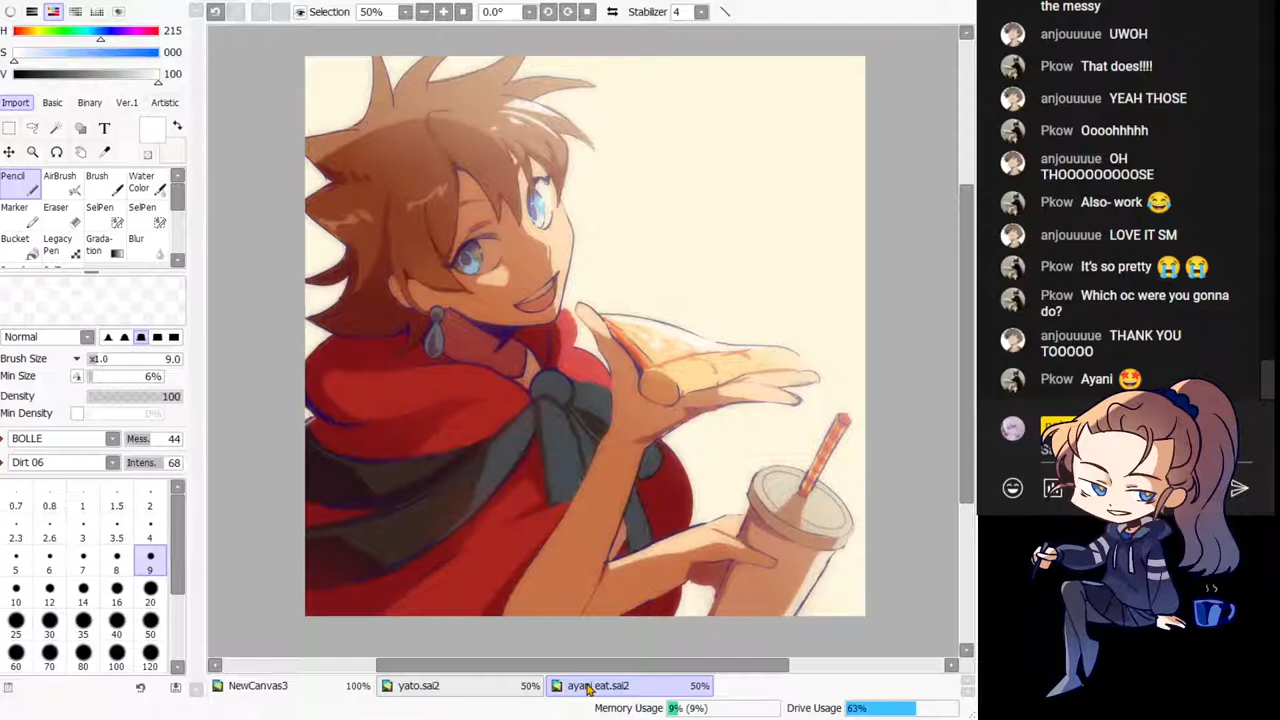 Selection 50% 0.0° Stabilizer 4
H 215
S 000
V 100
Import Basic Binary Ver.1 Artistic
T
Pencil AirBrush Brush Water Color
Marker Eraser SelPen SelPen
Bucket Legacy Pen Grada-tion Blur
Normal
Brush Size x1.0 9.0
Min Size 6%
Density 100
Min Density 0%
BOLLE Mess. 44
Dirt 06 Intens. 68
0.7 0.8 1 1.5 2
2.3 2.6 3 3.5 4
5 6 7 8 9
10 12 14 16 20
25 30 35 40 50
60 70 80 100 120
NewCanvas3 100% yato.sai2 50% ayani eat.sai2 50%
Memory Usage 9% (9%) Drive Usage 63%
the messy
anjouuuue UWOH
Pkow That does!!!!
anjouuuue YEAH THOSE
Pkow Ooohhhhh
anjouuuue OH
THOOOOOOOOSE
Pkow Also- work 😂
anjouuuue LOVE IT SM
Pkow It's so pretty 😭 😭
Pkow Which oc were you gonna
do?
anjouuuue THANK YOU
TOOOOO
Pkow Ayani 🤩